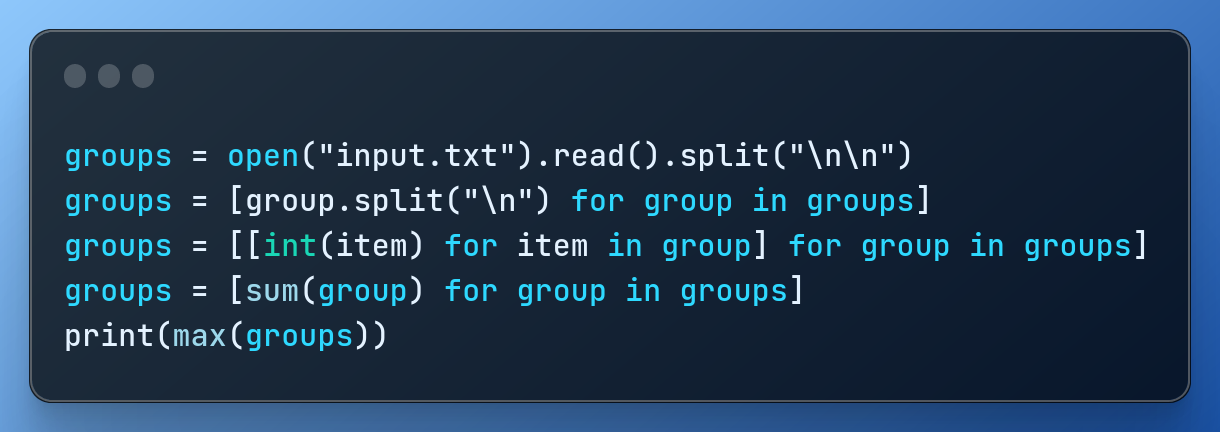 groups = open("input.txt").read().split("\n\n")
groups = [group.split("\n") for group in groups]
groups = [[int(item) for item in group] for group in groups]
groups = [sum(group) for group in groups]
print(max(groups))